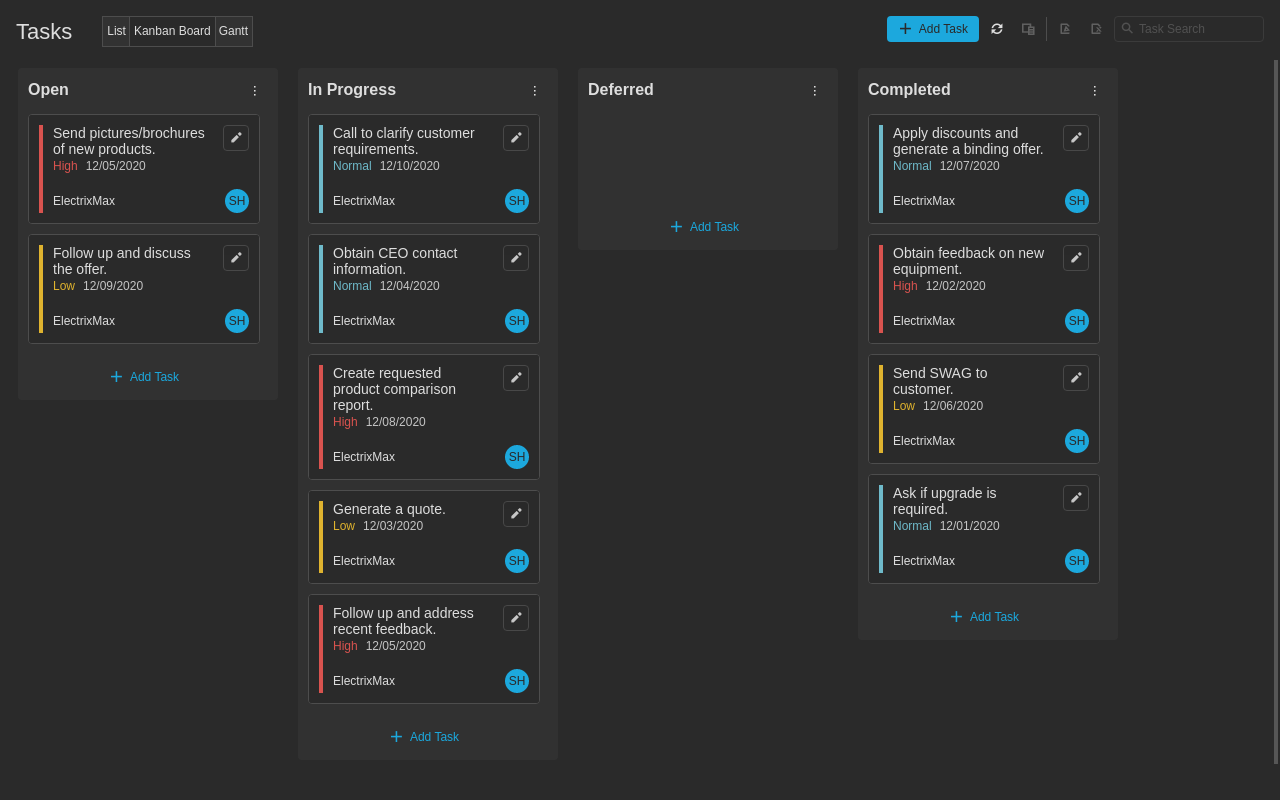 Tasks
List Kanban Board Gantt
Add Task
Task Search
Open
Send pictures/brochures
of new products.
High 12/05/2020
ElectrixMax SH
Follow up and discuss
the offer.
Low 12/09/2020
ElectrixMax SH
Add Task
In Progress
Call to clarify customer
requirements.
Normal 12/10/2020
ElectrixMax SH
Obtain CEO contact
information.
Normal 12/04/2020
ElectrixMax SH
Create requested
product comparison
report.
High 12/08/2020
ElectrixMax SH
Generate a quote.
Low 12/03/2020
ElectrixMax SH
Follow up and address
recent feedback.
High 12/05/2020
ElectrixMax SH
Add Task
Deferred
Add Task
Completed
Apply discounts and
generate a binding offer.
Normal 12/07/2020
ElectrixMax SH
Obtain feedback on new
equipment.
High 12/02/2020
ElectrixMax SH
Send SWAG to
customer.
Low 12/06/2020
ElectrixMax SH
Ask if upgrade is
required.
Normal 12/01/2020
ElectrixMax SH
Add Task